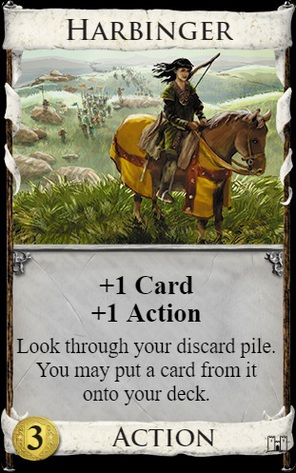 HARBINGER
+1 Card
+1 Action
Look through your discard pile.
You may put a card from it
onto your deck.
3
ACTION